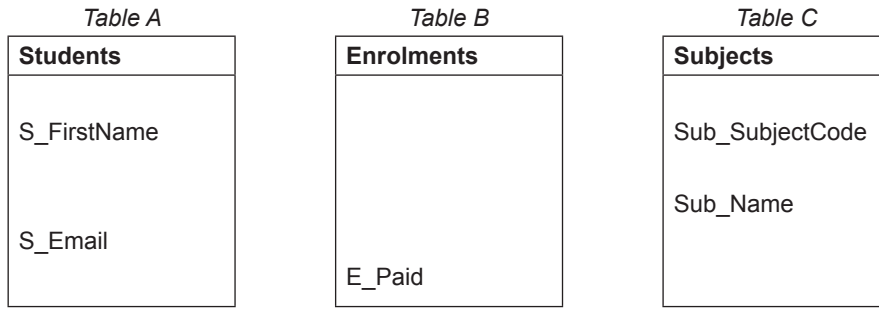 Table A
Students
S_FirstName
S_Email
Table B
Enrolments
E_Paid
Table C
Subjects
Sub_SubjectCode
Sub_Name